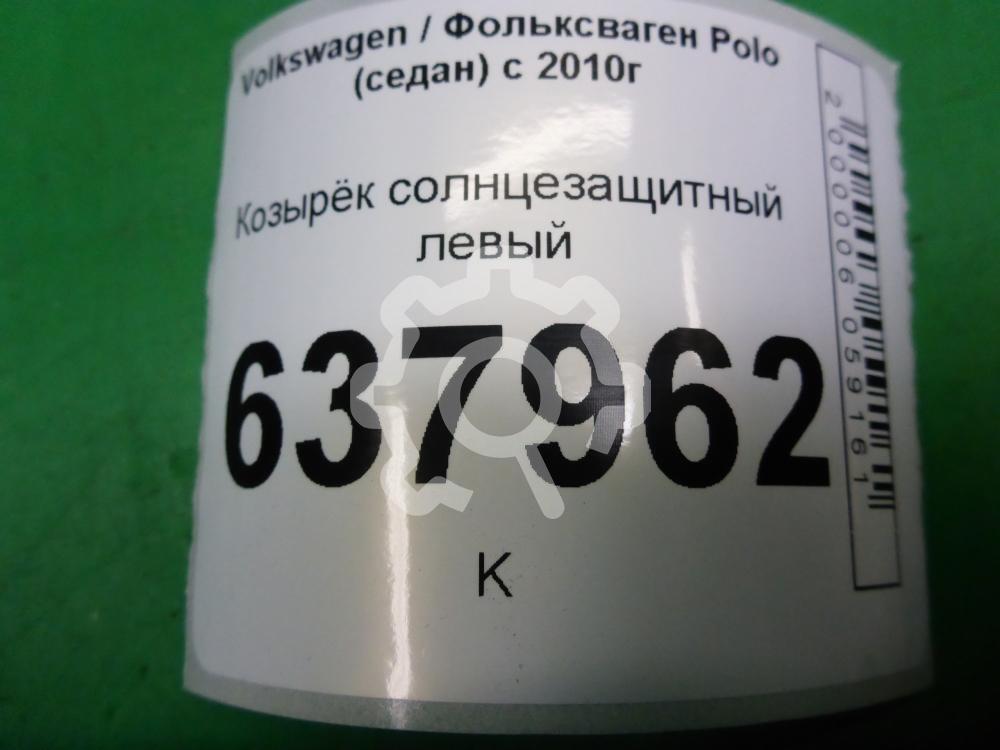 Volkswagen / Фольксваген Polo
(седан) с 2010г
Козырёк солнцезащитный
левый
637962
К
2000006059161